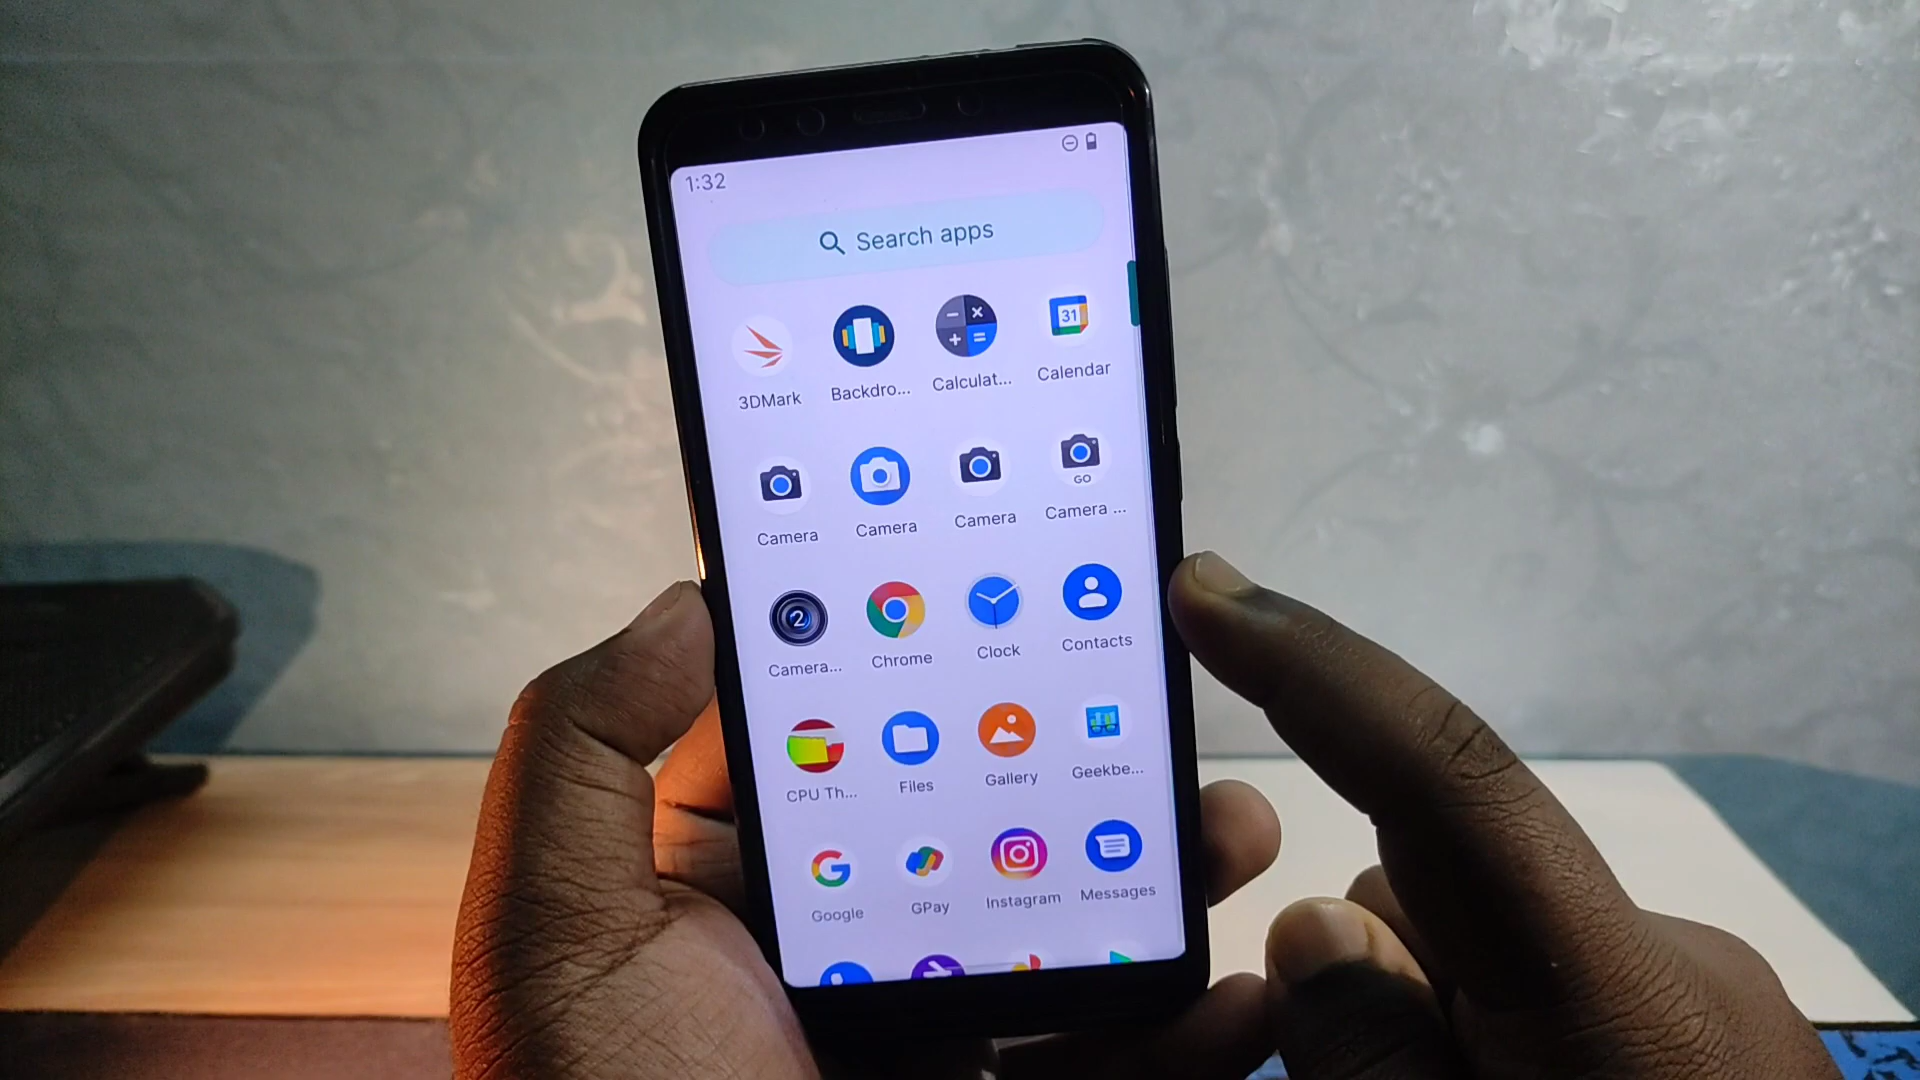 1:32
Search apps
3DMark
Backdro...
Calculat...
31
Calendar
Camera
Camera
Camera
GO
Camera ...
2
Camera...
Chrome
Clock
Contacts
CPU Th...
Files
Gallery
Geekbe...
G
Google
GPay
Instagram
Messages